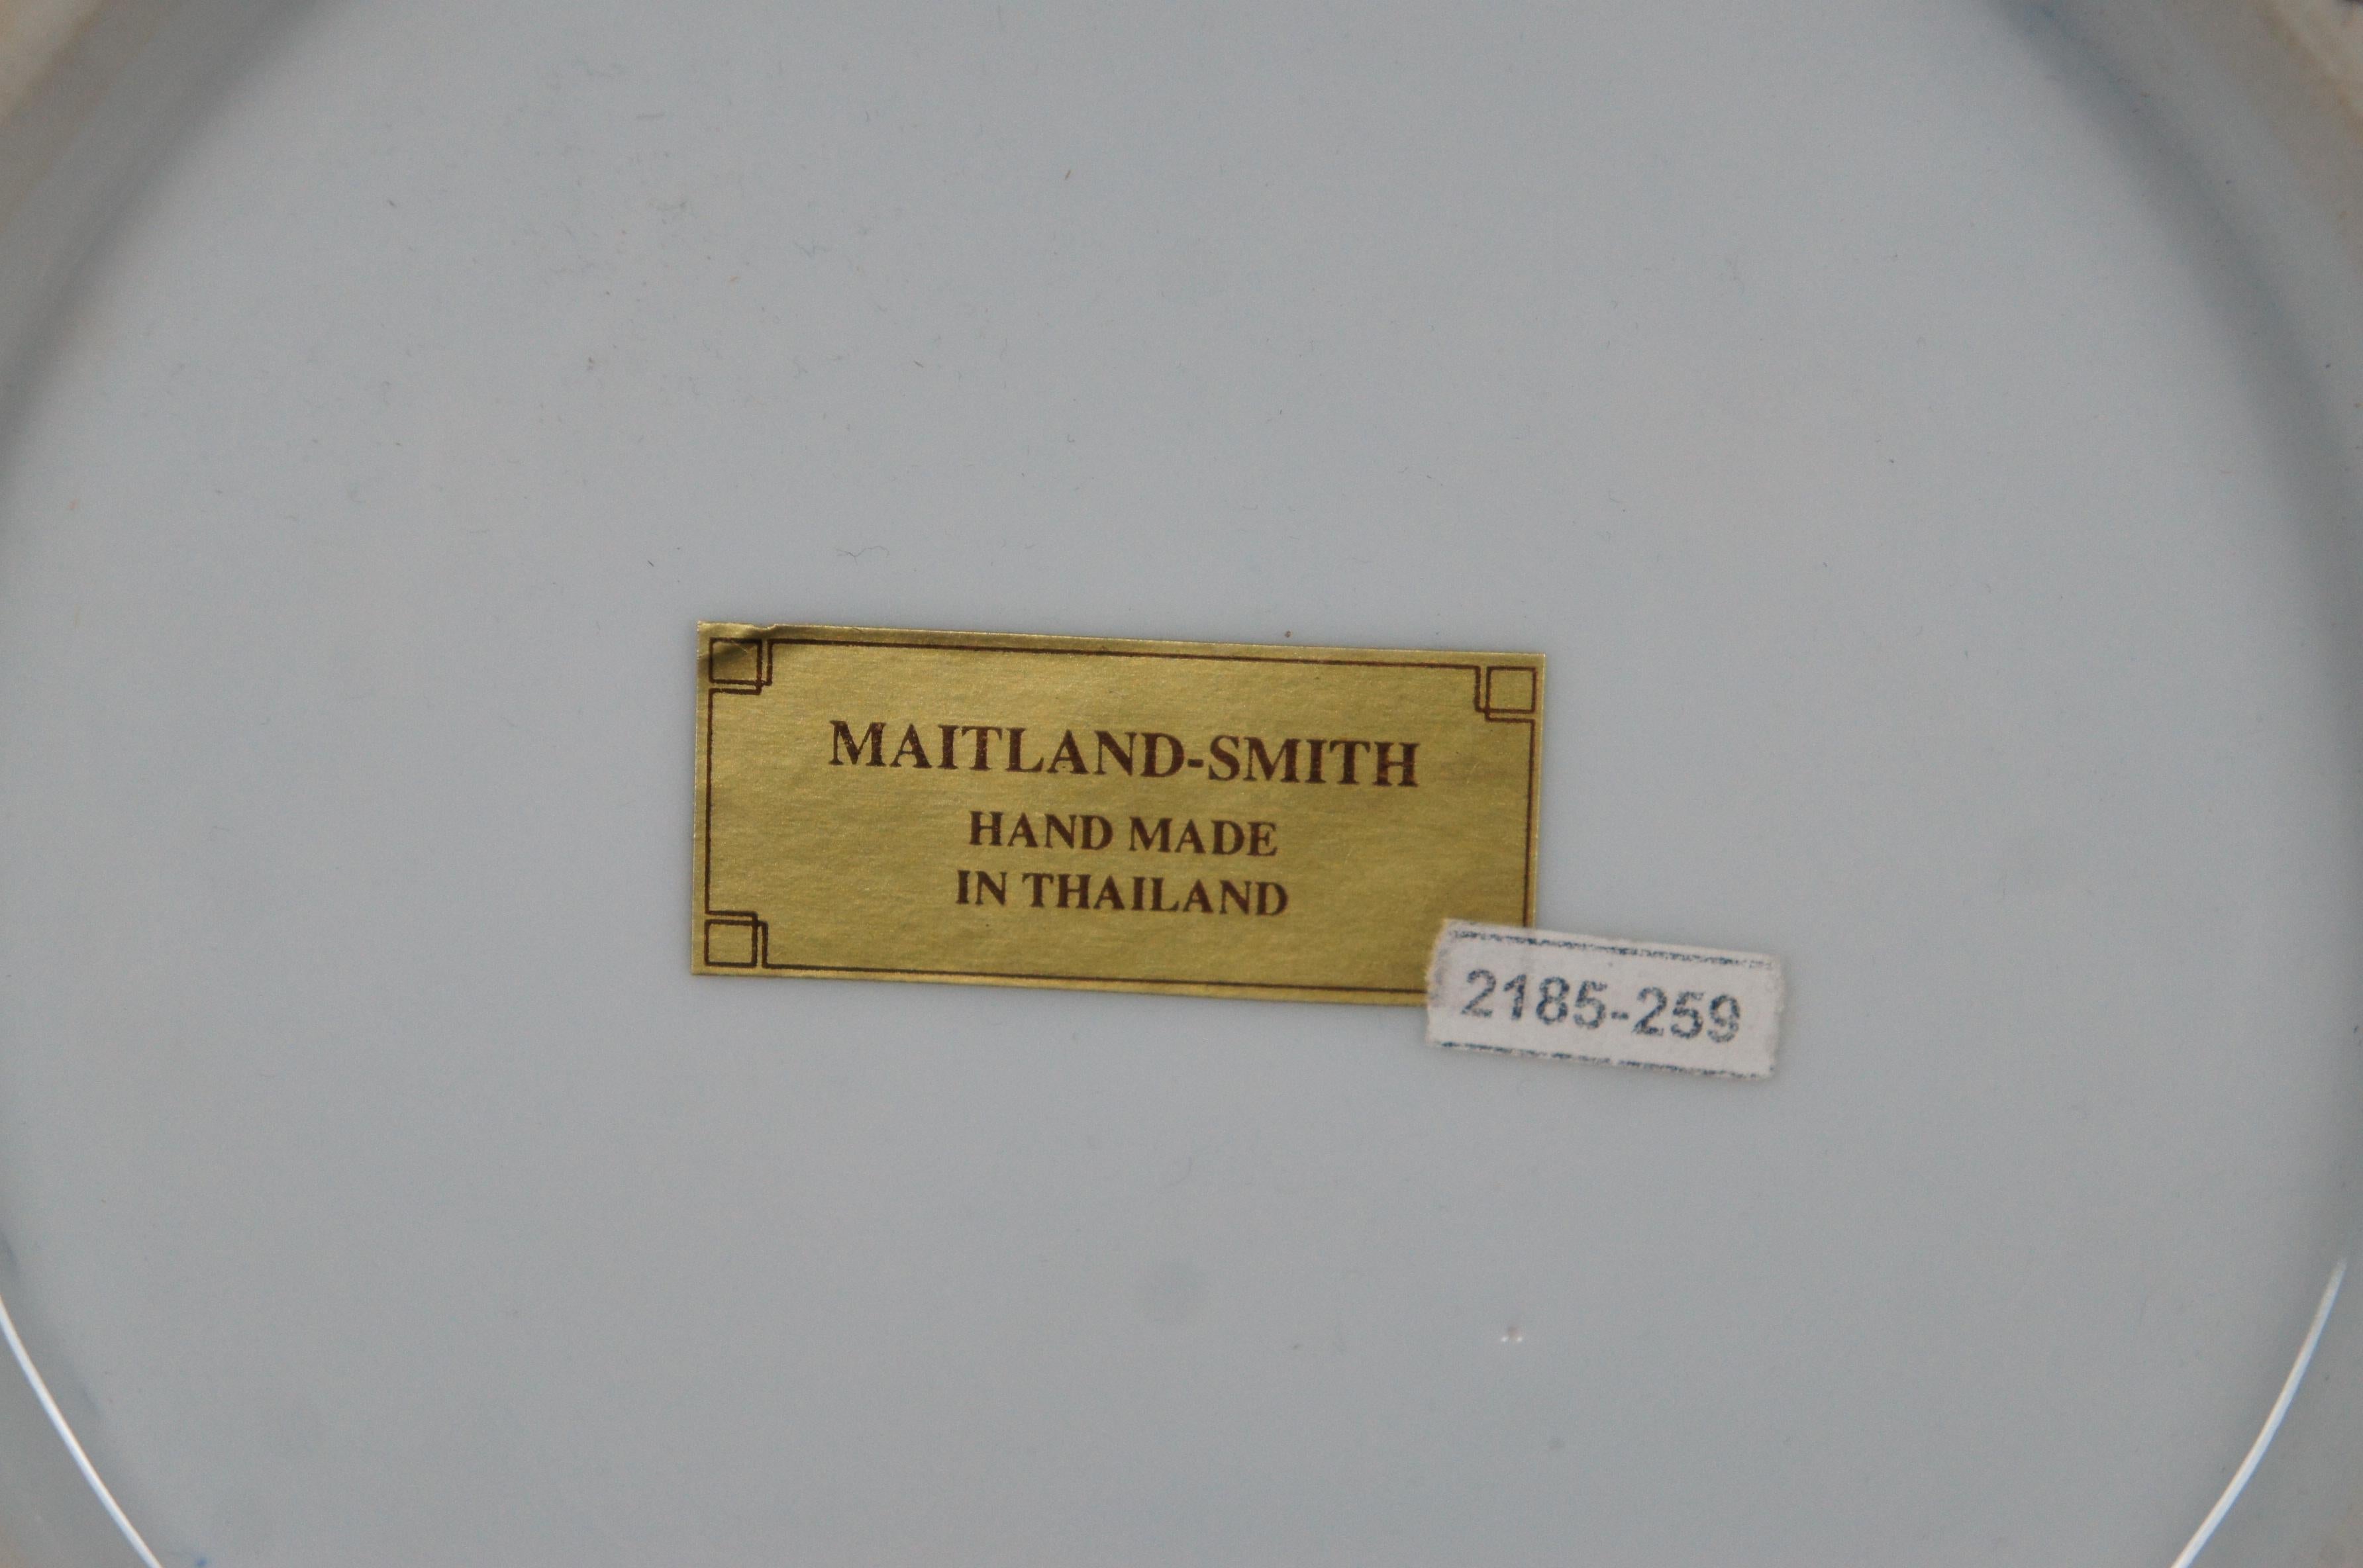 MAITLAND-SMITH
HAND MADE
IN THAILAND
2185-259